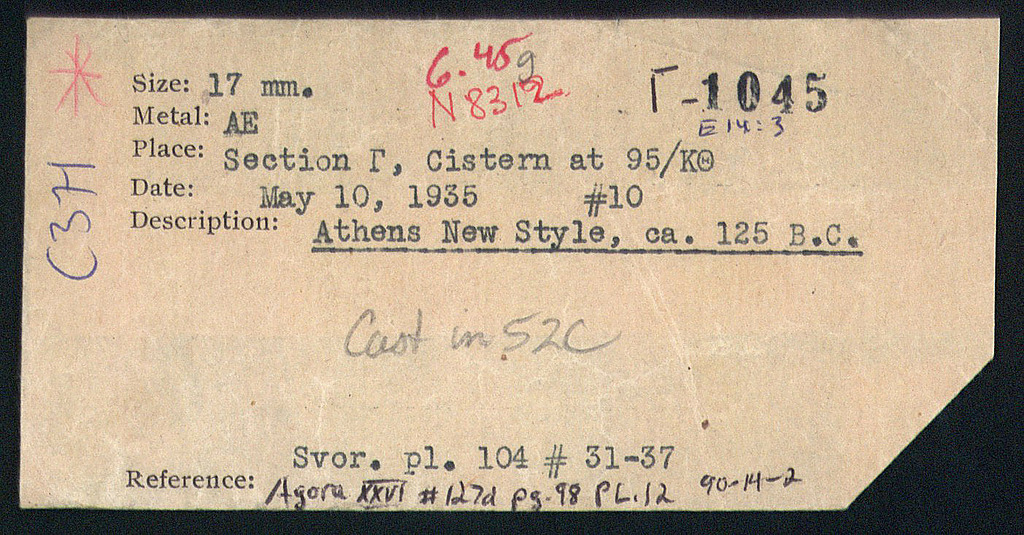 6.45g
N8312
Γ-1045
E14:3
Size: 17 mm.
Metal: AE
Place: Section Γ, Cistern at 95/ΚΘ
Date: May 10, 1935 #10
Description: Athens New Style, ca. 125 B.C.
Cast in 52C
Svor. pl. 104 # 31-37
Reference: Agora XXVI #127d pg. 98 PL.12 90-14-2